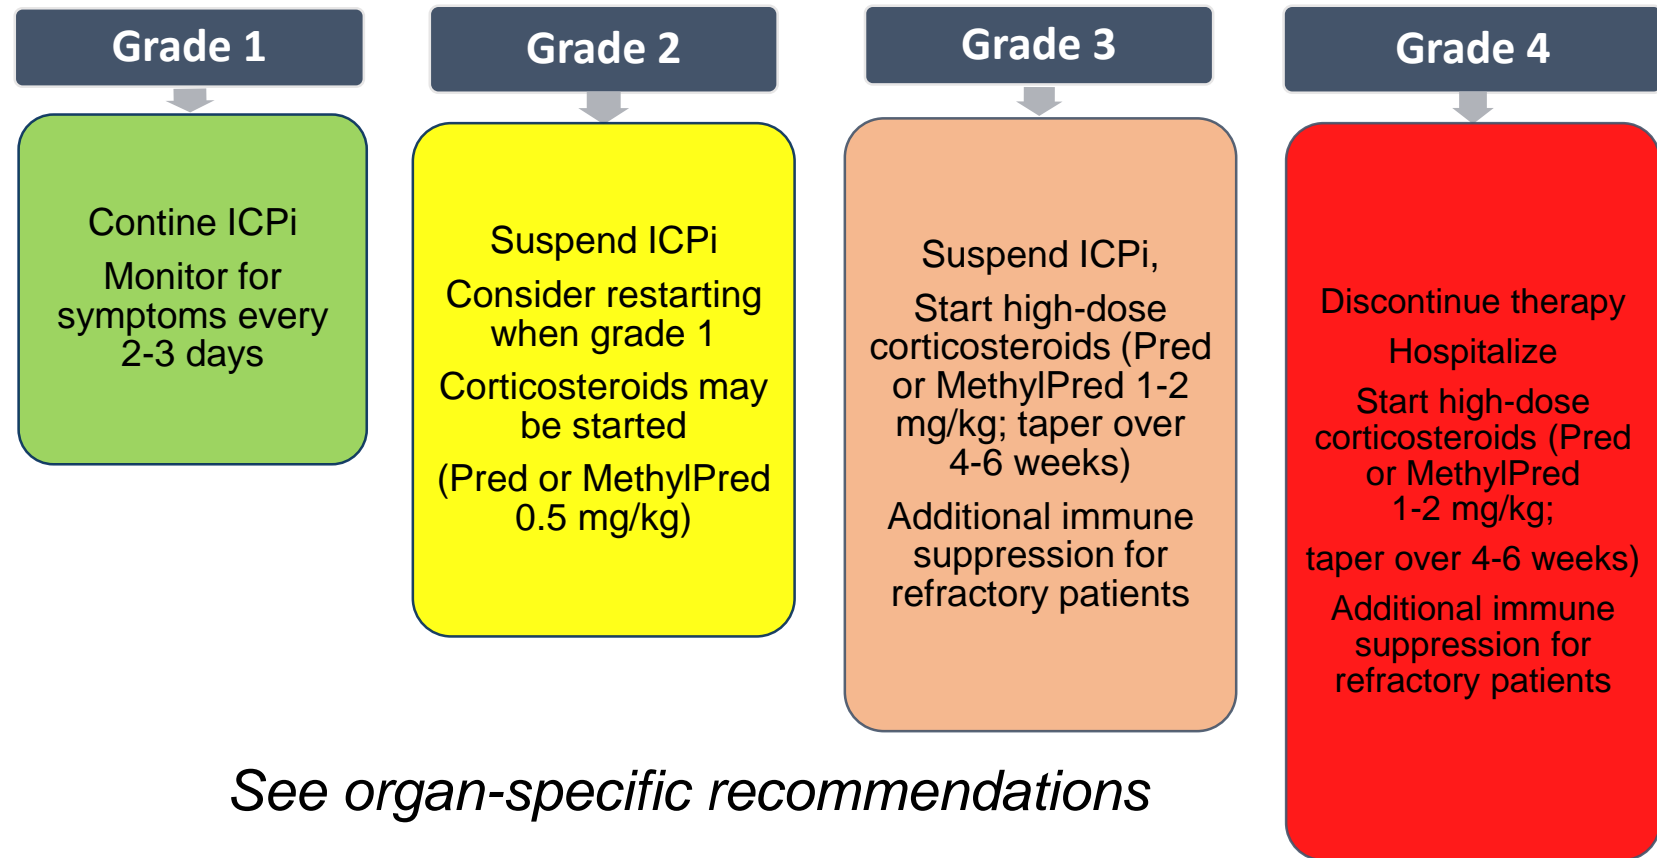 Grade 1
Contine ICPi
Monitor for
symptoms every
2-3 days
Grade 2
Suspend ICPi
Consider restarting
when grade 1
Corticosteroids may
be started
(Pred or MethylPred
0.5 mg/kg)
Grade 3
Suspend ICPi,
Start high-dose
corticosteroids (Pred
or MethylPred 1-2
mg/kg; taper over
4-6 weeks)
Additional immune
suppression for
refractory patients
Grade 4
Discontinue therapy
Hospitalize
Start high-dose
corticosteroids (Pred
or MethylPred
1-2 mg/kg;
taper over 4-6 weeks)
Additional immune
suppression for
refractory patients
See organ-specific recommendations